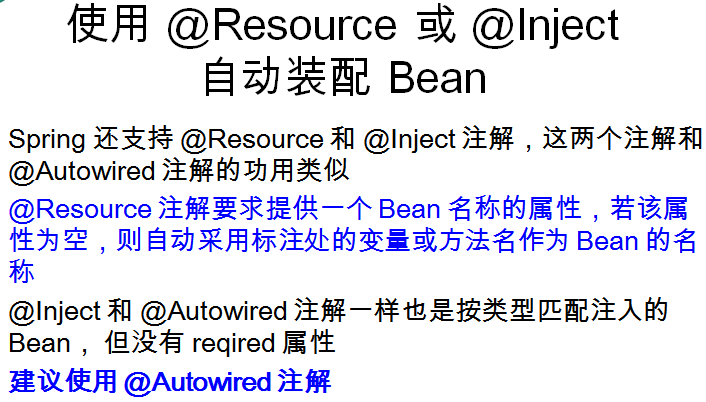 使用 @Resource 或 @Inject
自动装配 Bean
Spring 还支持 @Resource 和 @Inject 注解，这两个注解和
@Autowired 注解的功用类似
@Resource 注解要求提供一个 Bean 名称的属性，若该属
性为空，则自动采用标注处的变量或方法名作为 Bean 的名
称
@Inject 和 @Autowired 注解一样也是按类型匹配注入的
Bean， 但没有 reqired 属性
建议使用 @Autowired 注解